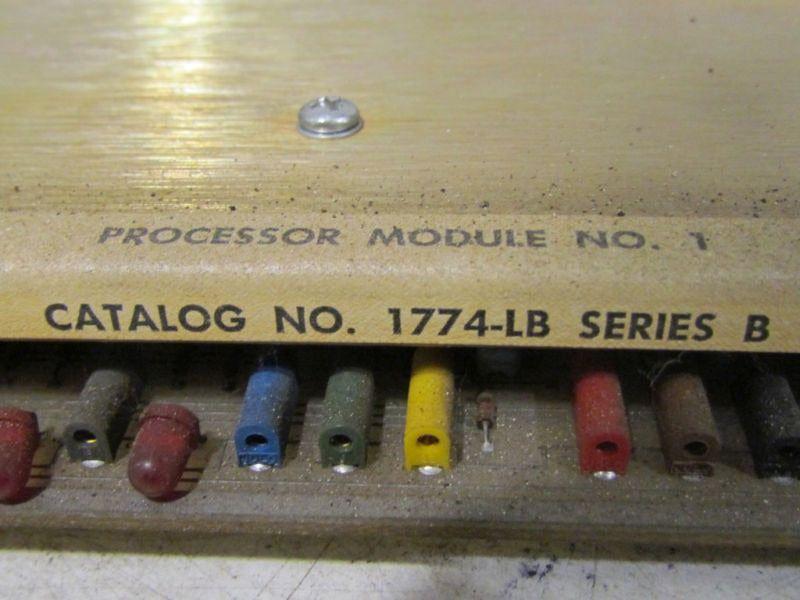 PROCESSOR MODULE NO. 1
CATALOG NO. 1774-LB SERIES B